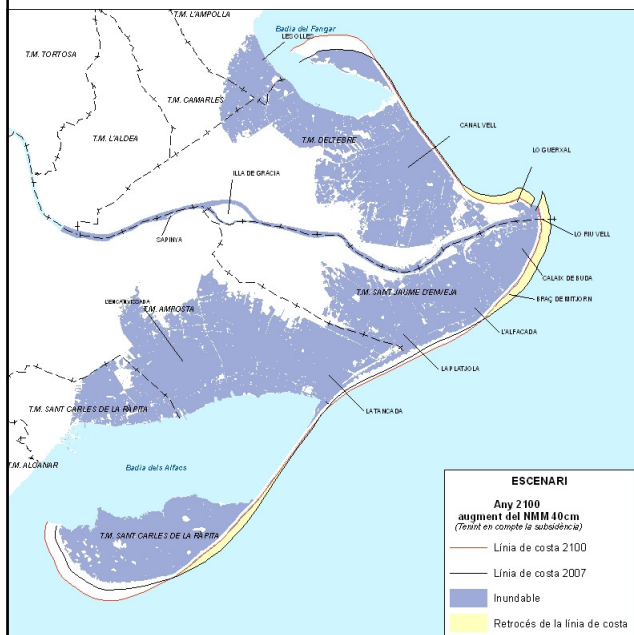 T.M. L'AMPOLLA
Badia del Fangar
LES OLLES
T.M. TORTOSA
T.M. CAMARLES
T.M. L'ALDEA
T.M. DELTEBRE
CANAL VELL
LO GUERXAL
ILLA DE GRÀCIA
SAPINYA
LO RIU VELL
CALAIX DE BUDA
T.M. SANT JAUME D'ENVEJA
BRAÇ DE MITJORN
L'ENCANYISSADA
T.M. AMPOSTA
L'ALFACADA
LA PLATJOLA
LA TANCADA
T.M. SANT CARLES DE LA RÀPITA
T.M. ALCANAR
Badia dels Alfacs
T.M. SANT CARLES DE LA RÀPITA
ESCENARI
Any 2100
augment del NMM 40cm
(Tenint en compte la subsidència)
Línia de costa 2100
Línia de costa 2007
Inundable
Retrocés de la línia de costa